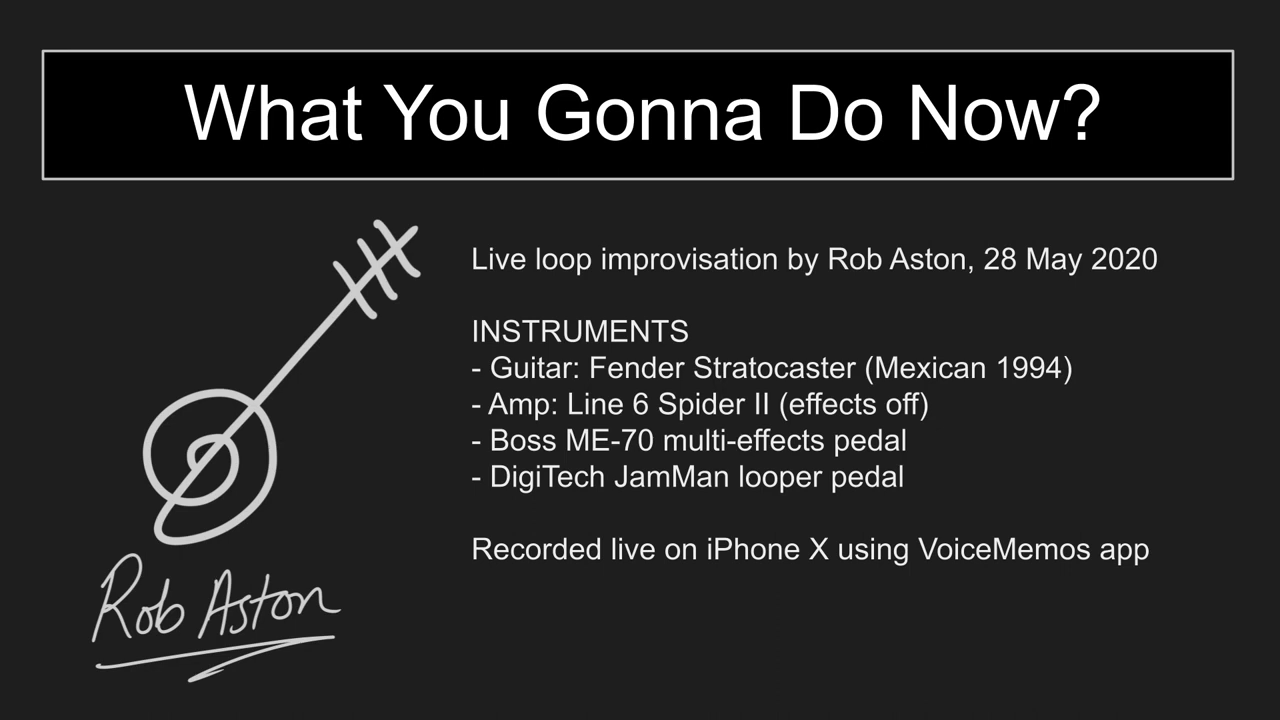 What You Gonna Do Now?
Live loop improvisation by Rob Aston, 28 May 2020
INSTRUMENTS
- Guitar: Fender Stratocaster (Mexican 1994)
- Amp: Line 6 Spider II (effects off)
- Boss ME-70 multi-effects pedal
- DigiTech JamMan looper pedal
Recorded live on iPhone X using VoiceMemos app
Rob Aston